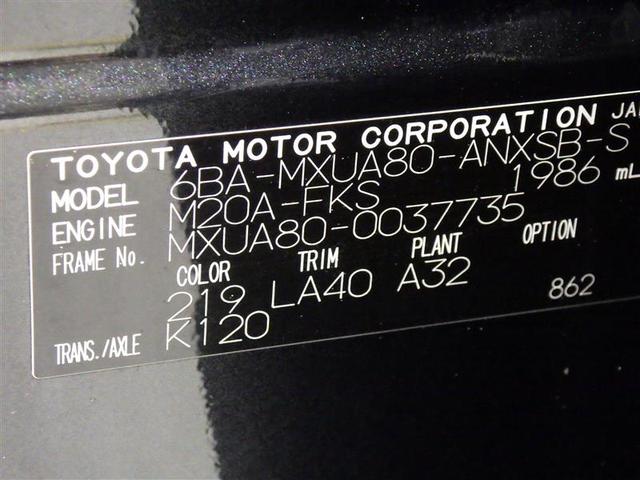 TOYOTA MOTOR CORPORATION JA
MODEL 6BA-MXUA80-ANXSB-S
ENGINE M20A-FKS 1986 mL
FRAME No. MXUA80-0037735
COLOR TRIM PLANT OPTION
219 LA40 A32 862
TRANS./AXLE K120